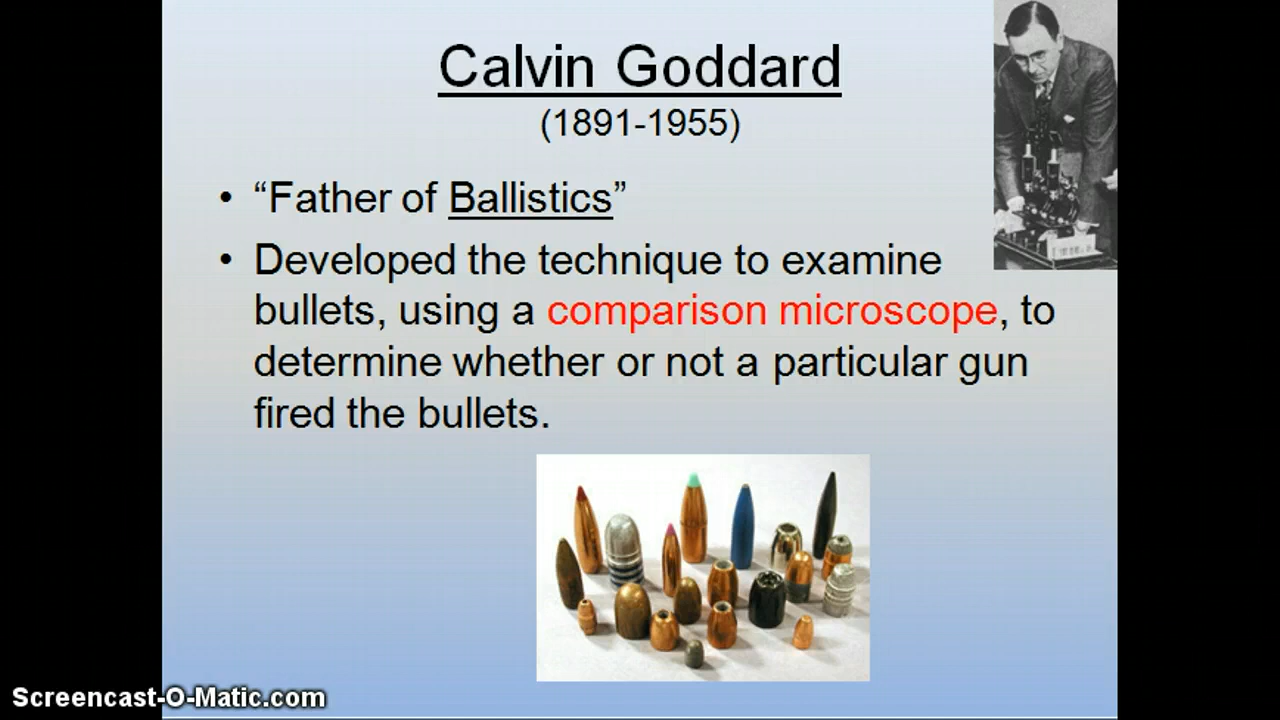 Calvin Goddard
(1891-1955)
• “Father of Ballistics”
• Developed the technique to examine
bullets, using a comparison microscope, to
determine whether or not a particular gun
fired the bullets.
Screencast-O-Matic.com